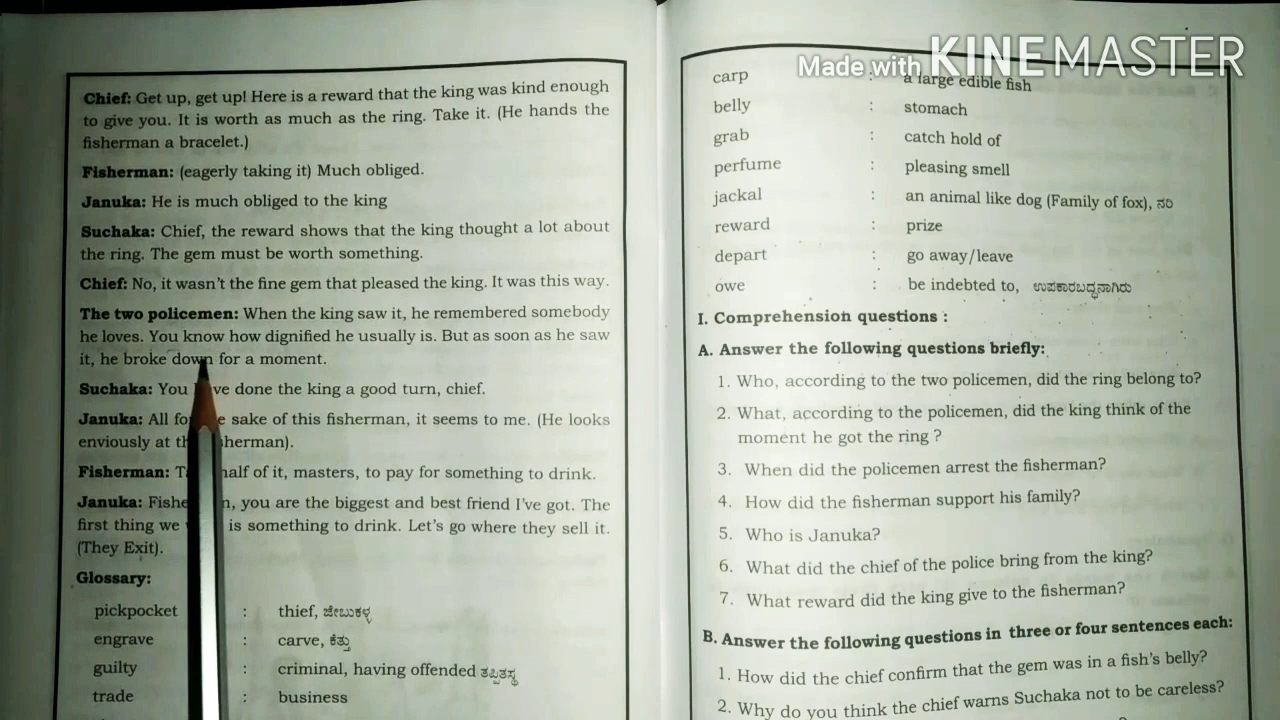 Chief: Get up, get up! Here is a reward that the king was kind enough
to give you. It is worth as much as the ring. Take it. (He hands the
fisherman a bracelet.)
Fisherman: (eagerly taking it) Much obliged.
Januka: He is much obliged to the king
Suchaka: Chief, the reward shows that the king thought a lot about
the ring. The gem must be worth something.
Chief: No, it wasn't the fine gem that pleased the king. It was this way.
The two policemen: When the king saw it, he remembered somebody
he loves. You know how dignified he usually is. But as soon as he saw
it, he broke down for a moment.
Suchaka: You have done the king a good turn, chief.
Januka: All for the sake of this fisherman, it seems to me. (He looks
enviously at the fisherman).
Fisherman: half of it, masters, to pay for something to drink.
Januka: Fisherman, you are the biggest and best friend I've got. The
first thing we is something to drink. Let's go where they sell it.
(They Exit).
Glossary:
pickpocket : thief, ಜೇಬುಕಳ್ಳ
engrave : carve, ಕೆತ್ತು
guilty : criminal, having offended ತಪ್ಪಿತಸ್ಥ
trade : business
Made with KINEMASTER
carp : a large edible fish
belly : stomach
grab : catch hold of
perfume : pleasing smell
jackal : an animal like dog (Family of fox), ನರಿ
reward : prize
depart : go away/leave
owe : be indebted to, ಉಪಕಾರಬದ್ಧನಾಗಿರು
I. Comprehension questions :
A. Answer the following questions briefly:
1. Who, according to the two policemen, did the ring belong to?
2. What, according to the policemen, did the king think of the
moment he got the ring ?
3. When did the policemen arrest the fisherman?
4. How did the fisherman support his family?
5. Who is Januka?
6. What did the chief of the police bring from the king?
7. What reward did the king give to the fisherman?
B. Answer the following questions in three or four sentences each:
1. How did the chief confirm that the gem was in a fish's belly?
2. Why do you think the chief warns Suchaka not to be careless?